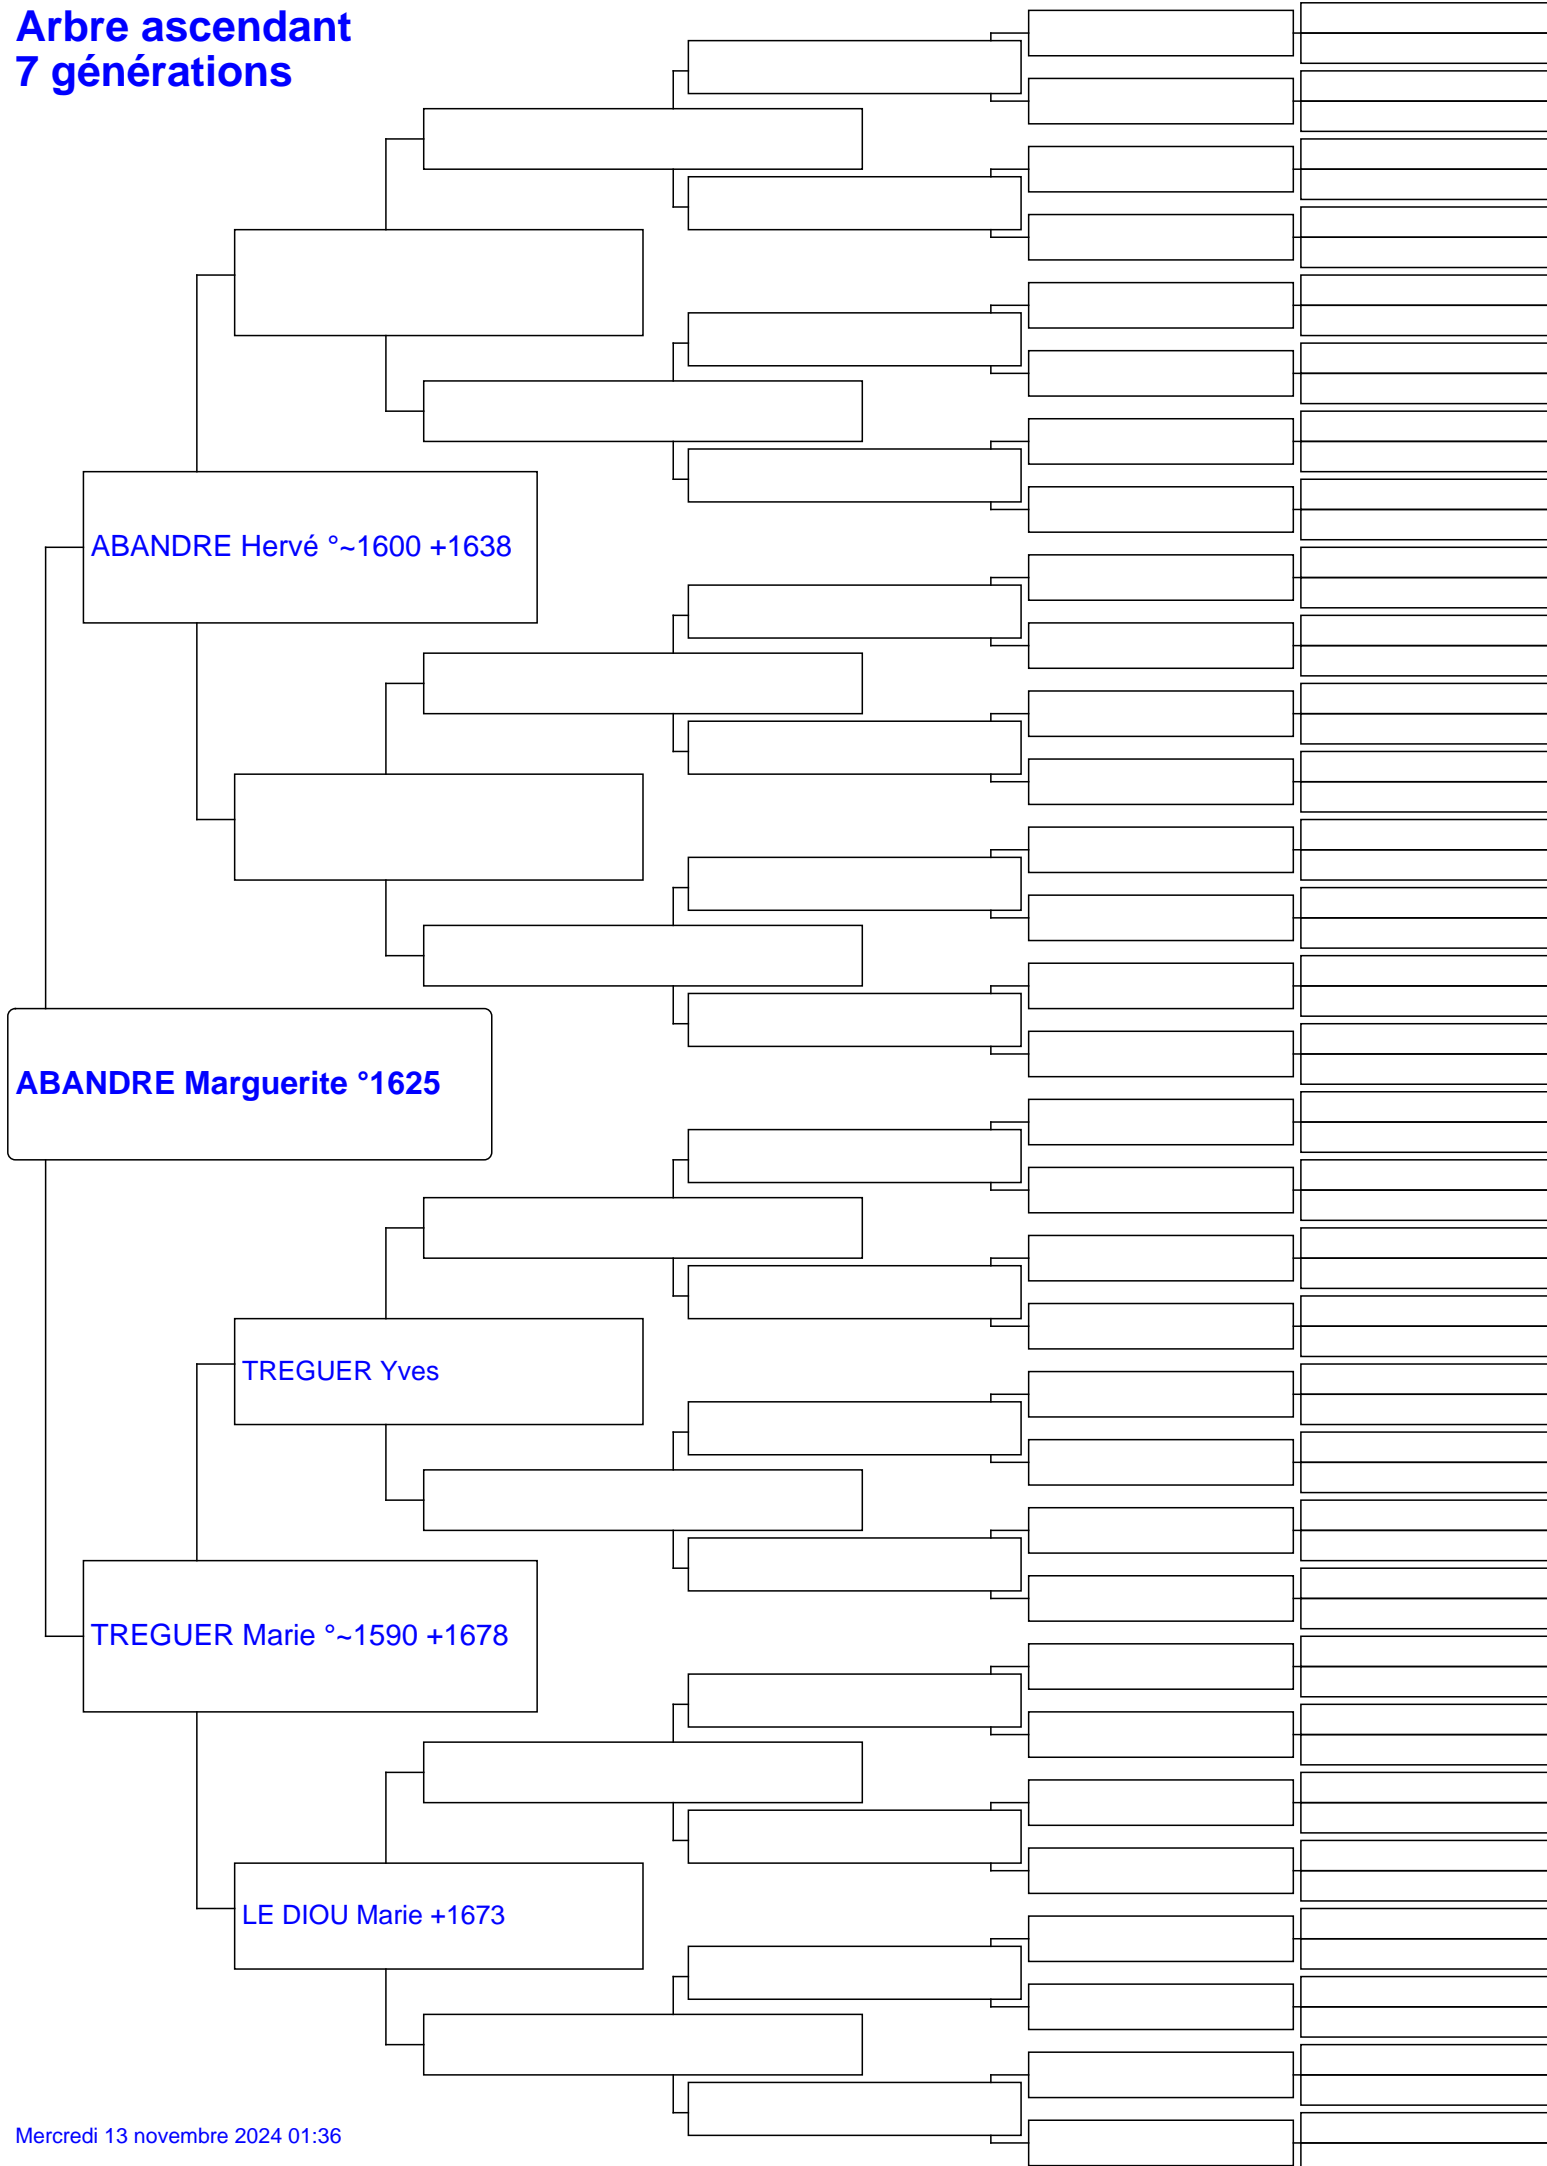 Arbre ascendant
7 générations
ABANDRE Hervé °~1600 +1638
ABANDRE Marguerite °1625
TREGUER Yves
TREGUER Marie °~1590 +1678
LE DIOU Marie +1673
Mercredi 13 novembre 2024 01:36